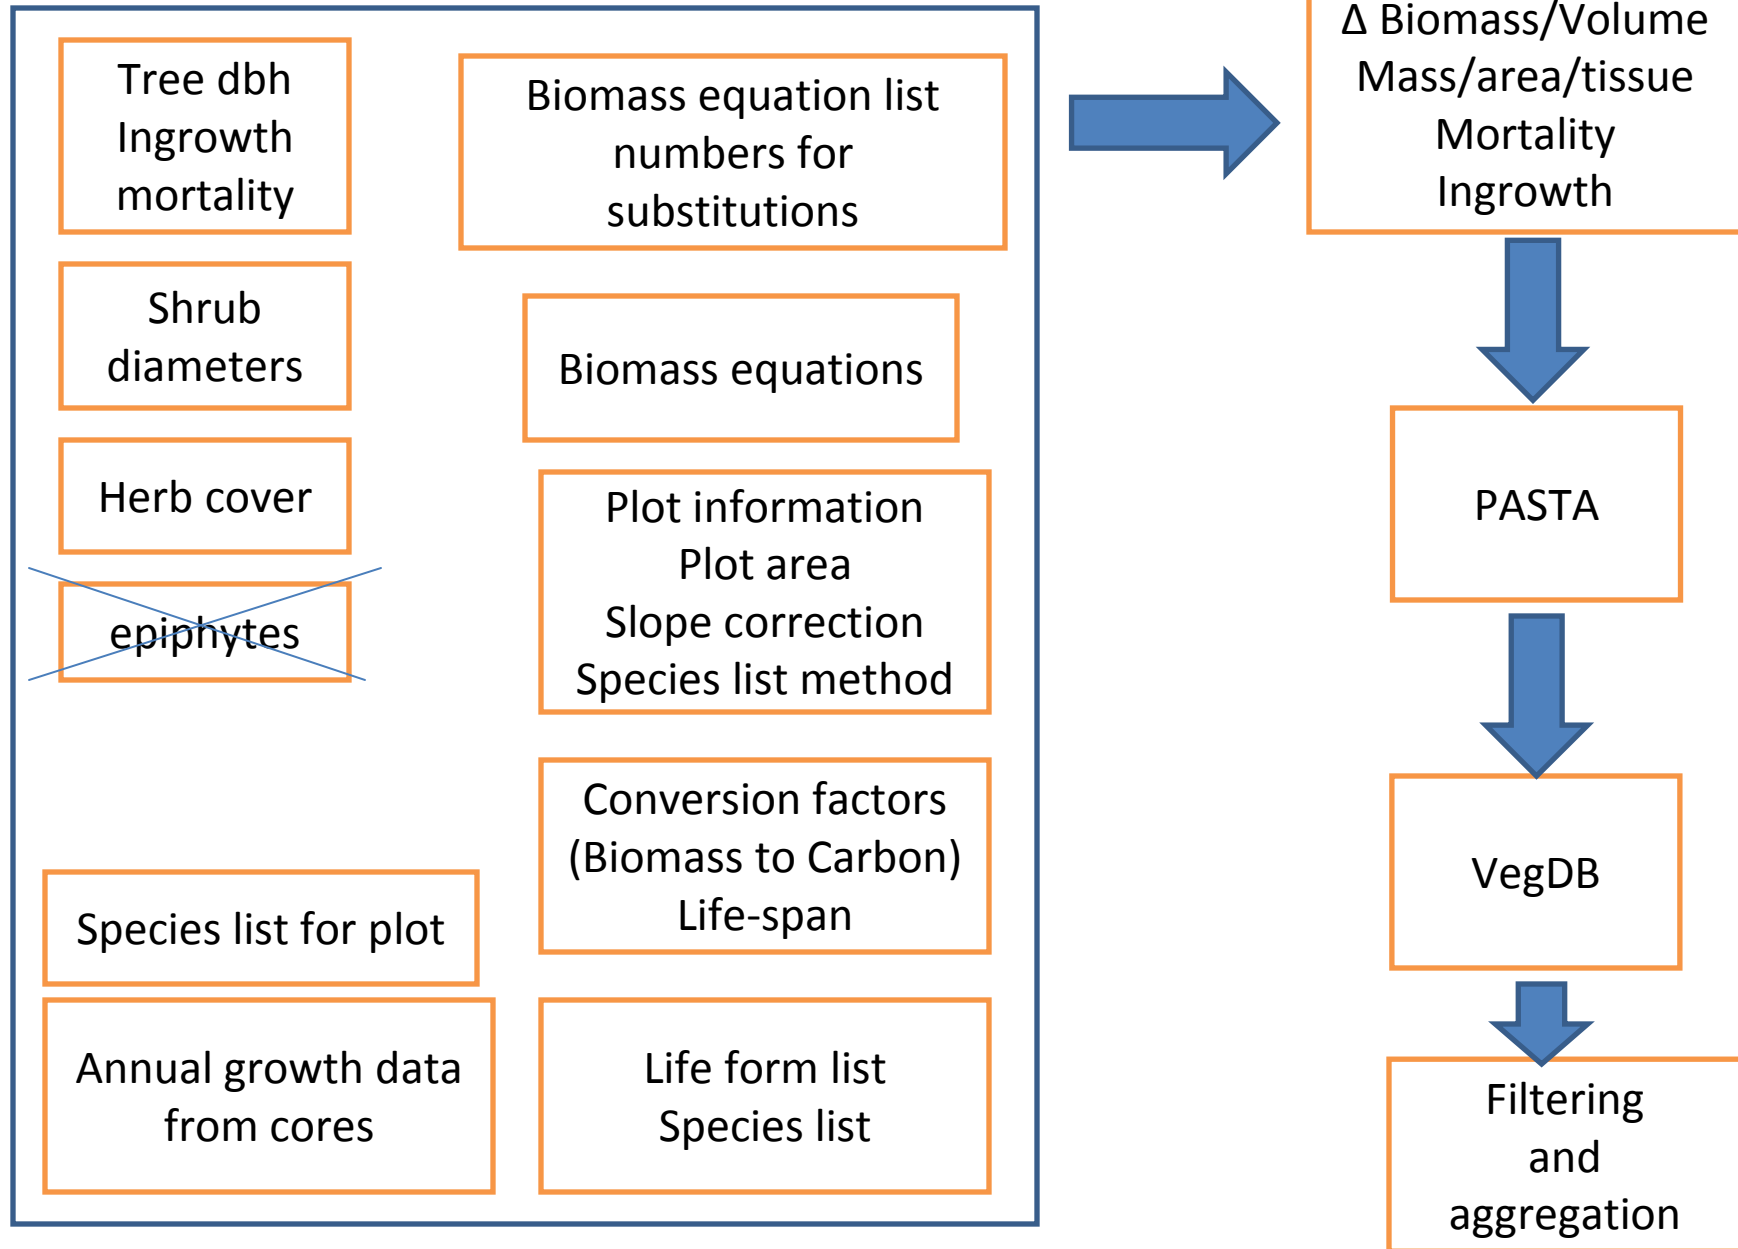 Tree dbh
Ingrowth
mortality
Shrub
diameters
Herb cover
epiphytes
Species list for plot
Annual growth data
from cores
Biomass equation list
numbers for
substitutions
Biomass equations
Plot information
Plot area
Slope correction
Species list method
Conversion factors
(Biomass to Carbon)
Life-span
Life form list
Species list
Δ Biomass/Volume
Mass/area/tissue
Mortality
Ingrowth
PASTA
VegDB
Filtering
and
aggregation